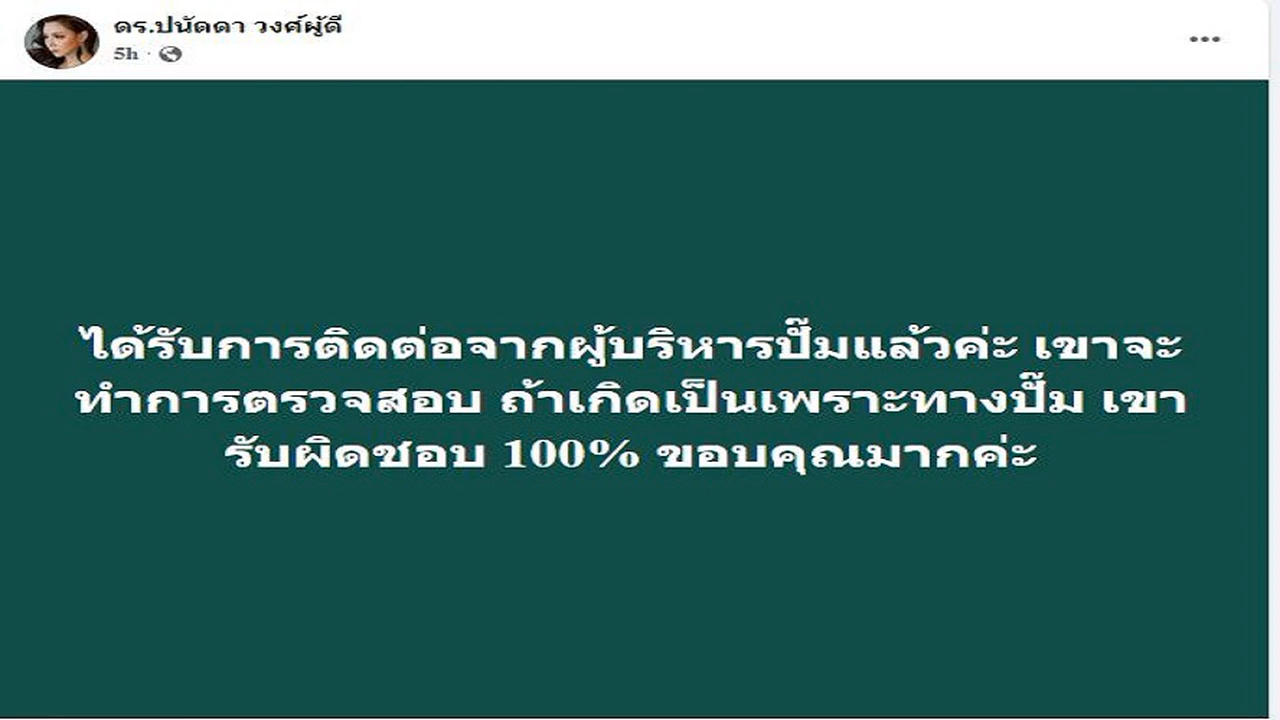 ดร.ปนัดดา วงศ์ผู้ดี
5h ·
ได้รับการติดต่อจากผู้บริหารปั๊มแล้วค่ะ เขาจะ
ทำการตรวจสอบ ถ้าเกิดเป็นเพราะทางปั๊ม เขา
รับผิดชอบ 100% ขอบคุณมากค่ะ